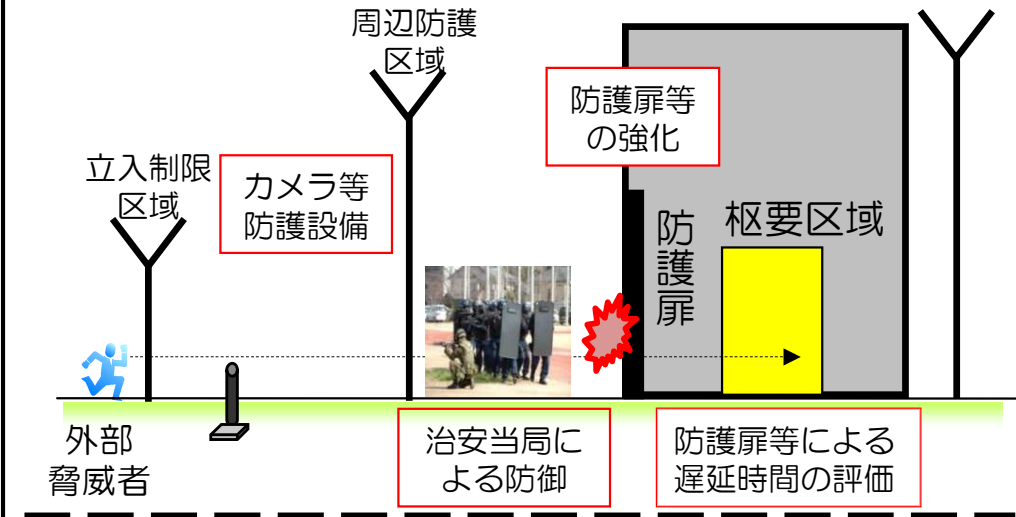 周辺防護
区域
立入制限
区域
カメラ等
防護設備
防護扉等
の強化
防護扉
枢要区域
外部
脅威者
治安当局に
よる防御
防護扉等による
遅延時間の評価